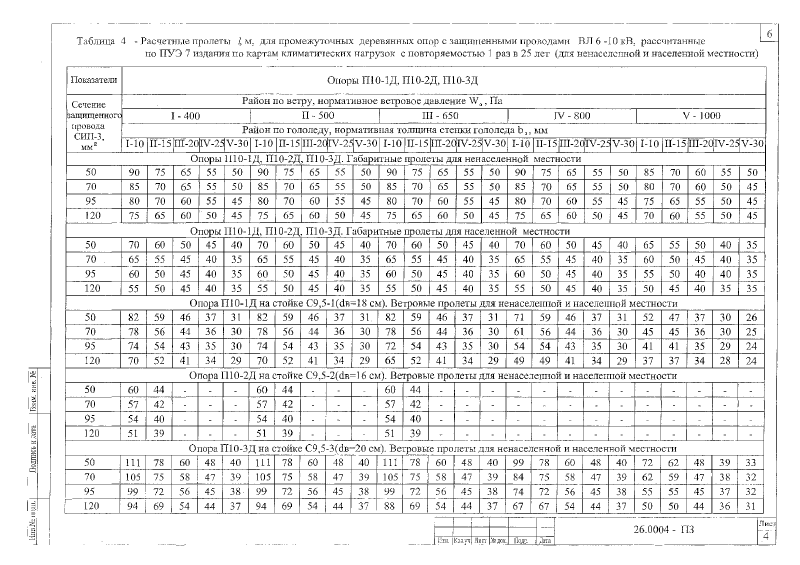 6
Таблица 4 - Расчетные пролеты l, м, для промежуточных деревянных опор с защищенными проводами ВЛ 6 -10 кВ, рассчитанные
по ПУЭ 7 издания по картам климатических нагрузок с повторяемостью 1 раз в 25 лет (для ненаселенной и населенной местности)
Показатели Опоры П10-1Д, П10-2Д, П10-3Д
Сечение защищенного провода СИП-3, мм²
Район по ветру, нормативное ветровое давление Wо, Па
I - 400 II - 500 III - 650 IV - 800 V - 1000
Район по гололеду, нормативная толщина стенки гололеда bэ, мм
I-10 II-15 III-20 IV-25 V-30 I-10 II-15 III-20 IV-25 V-30 I-10 II-15 III-20 IV-25 V-30 I-10 II-15 III-20 IV-25 V-30 I-10 II-15 III-20 IV-25 V-30
Опоры П10-1Д, П10-2Д, П10-3Д. Габаритные пролеты для ненаселенной местности
50 90 75 65 55 50 90 75 65 55 50 90 75 65 55 50 90 75 65 55 50 85 70 60 55 50
70 85 70 65 55 50 85 70 65 55 50 85 70 65 55 50 85 70 65 55 50 80 70 60 50 45
95 80 70 60 55 45 80 70 60 55 45 80 70 60 55 45 80 70 60 55 45 75 65 55 50 45
120 75 65 60 50 45 75 65 60 50 45 75 65 60 50 45 75 65 60 50 45 70 60 55 50 45
Опоры П10-1Д, П10-2Д, П10-3Д. Габаритные пролеты для населенной местности
50 70 60 50 45 40 70 60 50 45 40 70 60 50 45 40 70 60 50 45 40 65 55 50 40 35
70 65 55 45 40 35 65 55 45 40 35 65 55 45 40 35 65 55 45 40 35 60 50 45 40 35
95 60 50 45 40 35 60 50 45 40 35 60 50 45 40 35 60 50 45 40 35 55 50 40 40 35
120 55 50 45 40 35 55 50 45 40 35 55 50 45 40 35 55 50 45 40 35 50 45 40 35 35
Опора П10-1Д на стойке С9,5-1(dв=18 см). Ветровые пролеты для ненаселенной и населенной местности
50 82 59 46 37 31 82 59 46 37 31 82 59 46 37 31 71 59 46 37 31 52 47 37 30 26
70 78 56 44 36 30 78 56 44 36 30 78 56 44 36 30 61 56 44 36 30 45 45 36 30 25
95 74 54 43 35 30 74 54 43 35 30 72 54 43 35 30 54 54 43 35 30 41 41 35 29 24
120 70 52 41 34 29 70 52 41 34 29 65 52 41 34 29 49 49 41 34 29 37 37 34 28 24
Опора П10-2Д на стойке С9,5-2(dв=16 см). Ветровые пролеты для ненаселенной и населенной местности
50 60 44 - - - 60 44 - - - 60 44 - - - - - - - - - - - - -
70 57 42 - - - 57 42 - - - 57 42 - - - - - - - - - - - - -
95 54 40 - - - 54 40 - - - 54 40 - - - - - - - - - - - - -
120 51 39 - - - 51 39 - - - 51 39 - - - - - - - - - - - - -
Опора П10-3Д на стойке С9,5-3(dв=20 см). Ветровые пролеты для ненаселенной и населенной местности
50 111 78 60 48 40 111 78 60 48 40 111 78 60 48 40 99 78 60 48 40 72 62 48 39 33
70 105 75 58 47 39 105 75 58 47 39 105 75 58 47 39 84 75 58 47 39 62 59 47 38 32
95 99 72 56 45 38 99 72 56 45 38 99 72 56 45 38 74 72 56 45 38 55 55 45 37 32
120 94 69 54 44 37 94 69 54 44 37 88 69 54 44 37 67 67 54 44 37 50 50 44 36 31
Взам. инв. №
Подпись и дата
Инв.№ подл.
Изм. Кол.уч Лист №док. Подп. Дата
26.0004 - ПЗ
Лист
4